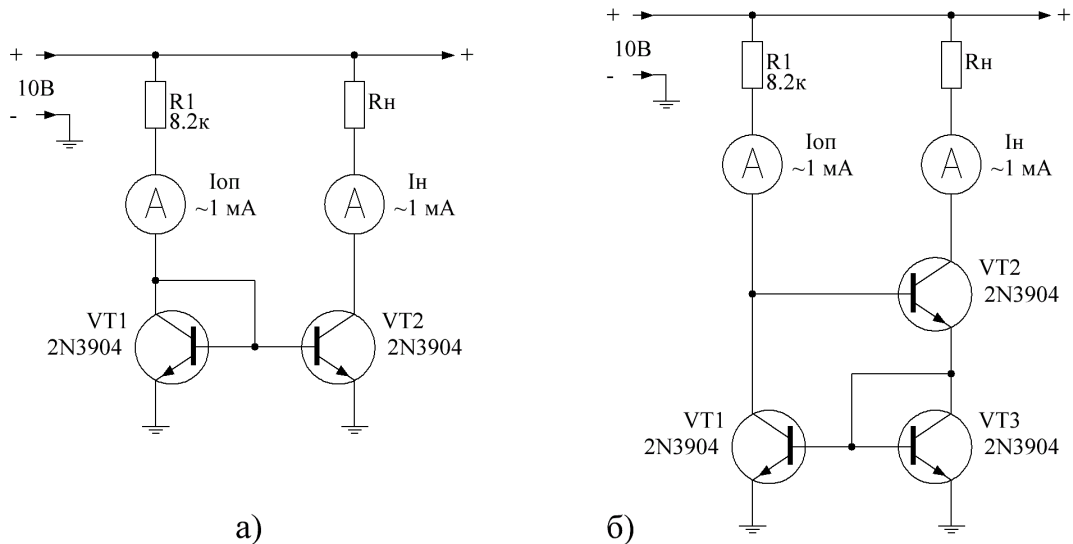 +
10В
-
R1
8.2к
Rн
+
А
Iоп
~1 мА
А
Iн
~1 мА
VT1
2N3904
VT2
2N3904
а)
+
10В
-
R1
8.2к
Rн
+
А
Iоп
~1 мА
А
Iн
~1 мА
VT2
2N3904
VT1
2N3904
VT3
2N3904
б)